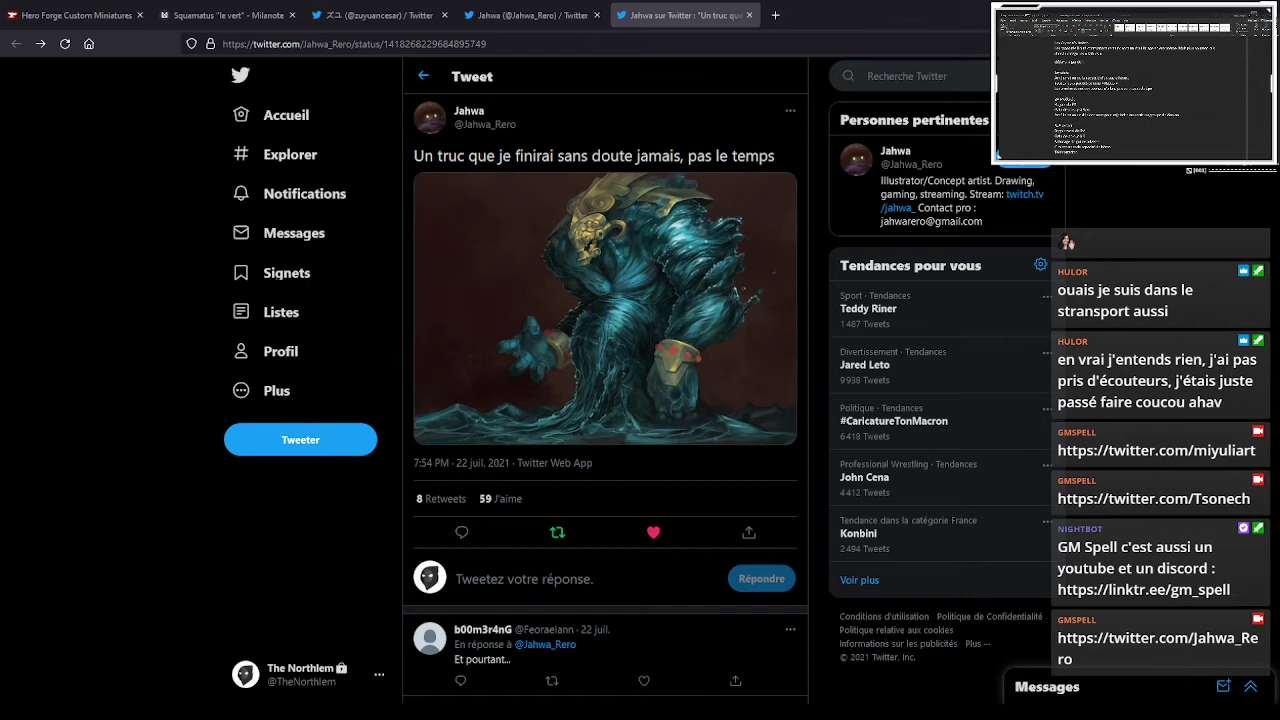 Hero Forge Custom Miniatures
Squamatus "le vert" - Milanote
ズユ (@zuyuancesar) / Twitter
Jahwa (@Jahwa_Rero) / Twitter
Jahwa sur Twitter : "Un truc que
https://twitter.com/Jahwa_Rero/status/1418268229684895749
Accueil
Explorer
Notifications
Messages
Signets
Listes
Profil
Plus
Tweeter
The Northlem
@TheNorthlem
Tweet
Jahwa
@Jahwa_Rero
Un truc que je finirai sans doute jamais, pas le temps
7:54 PM · 22 juil. 2021 · Twitter Web App
8 Retweets 59 J'aime
Tweetez votre réponse.
Répondre
b00m3r4nG @Feoraelann · 22 juil.
En réponse à @Jahwa_Rero
Et pourtant...
Recherche Twitter
Personnes pertinentes
Jahwa
@Jahwa_Rero
Illustrator/Concept artist. Drawing,
gaming, streaming. Stream: twitch.tv
/jahwa_ Contact pro :
jahwarero@gmail.com
Tendances pour vous
Sport · Tendances
Teddy Riner
1 487 Tweets
Divertissement · Tendances
Jared Leto
9 938 Tweets
Politique · Tendances
#CaricatureTonMacron
6 418 Tweets
Professional Wrestling · Tendances
John Cena
4 412 Tweets
Tendance dans la catégorie France
Konbini
2 494 Tweets
Voir plus
Conditions d'utilisation Politique de Confidentialité
Politique relative aux cookies
Informations sur les publicités Plus ···
© 2021 Twitter, Inc.
HULOR
ouais je suis dans le
stransport aussi
HULOR
en vrai j'entends rien, j'ai pas
pris d'écouteurs, j'étais juste
passé faire coucou ahav
GMSPELL
https://twitter.com/miyuliart
GMSPELL
https://twitter.com/Tsonech
NIGHTBOT
GM Spell c'est aussi un
youtube et un discord :
https://linktr.ee/gm_spell
GMSPELL
https://twitter.com/Jahwa_Re
ro
Messages